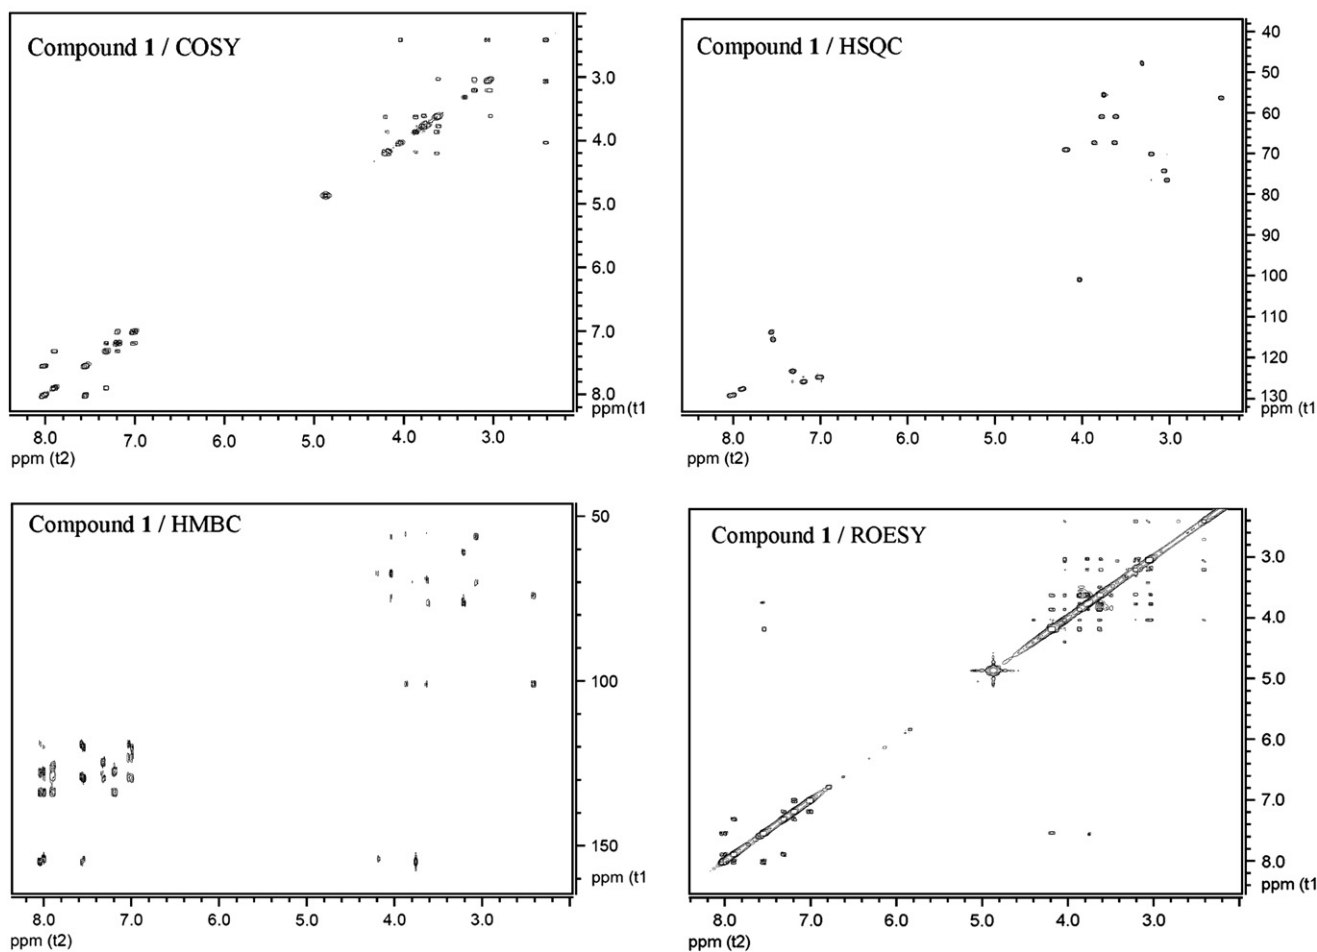 Compound 1 / COSY
3.0
4.0
5.0
6.0
7.0
8.0
ppm (t1
8.0 7.0 6.0 5.0 4.0 3.0
ppm (t2)
Compound 1 / HSQC
40
50
60
70
80
90
100
110
120
130
ppm (t1
8.0 7.0 6.0 5.0 4.0 3.0
ppm (t2)
Compound 1 / HMBC
50
100
150
ppm (t1
8.0 7.0 6.0 5.0 4.0 3.0
ppm (t2)
Compound 1 / ROESY
3.0
4.0
5.0
6.0
7.0
8.0
ppm (t1
8.0 7.0 6.0 5.0 4.0 3.0
ppm (t2)